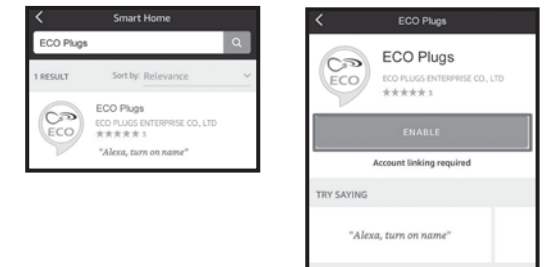 Smart Home
ECO Plugs
1 RESULT Sort by: Relevance
ECO
ECO Plugs
ECO PLUGS ENTERPRISE CO., LTD
★★★★★ 3
"Alexa, turn on name"
ECO Plugs
ECO
ECO Plugs
ECO PLUGS ENTERPRISE CO., LTD
★★★★★ 3
ENABLE
Account linking required
TRY SAYING
"Alexa, turn on name"